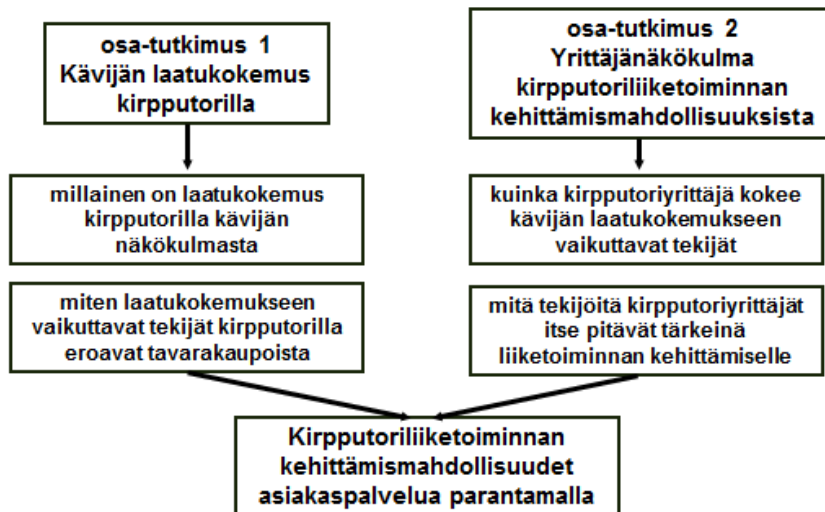 osa-tutkimus 1
Kävijän laatukokemus
kirpputorilla
osa-tutkimus 2
Yrittäjänäkökulma
kirpputoriliiketoiminnan
kehittämismahdollisuuksista
millainen on laatukokemus
kirpputorilla kävijän
näkökulmasta
kuinka kirpputoriyrittäjä kokee
kävijän laatukokemukseen
vaikuttavat tekijät
miten laatukokemukseen
vaikuttavat tekijät kirpputorilla
eroavat tavarakaupoista
mitä tekijöitä kirpputoriyrittäjät
itse pitävät tärkeinä
liiketoiminnan kehittämiselle
Kirpputoriliiketoiminnan
kehittämismahdollisuudet
asiakaspalvelua parantamalla